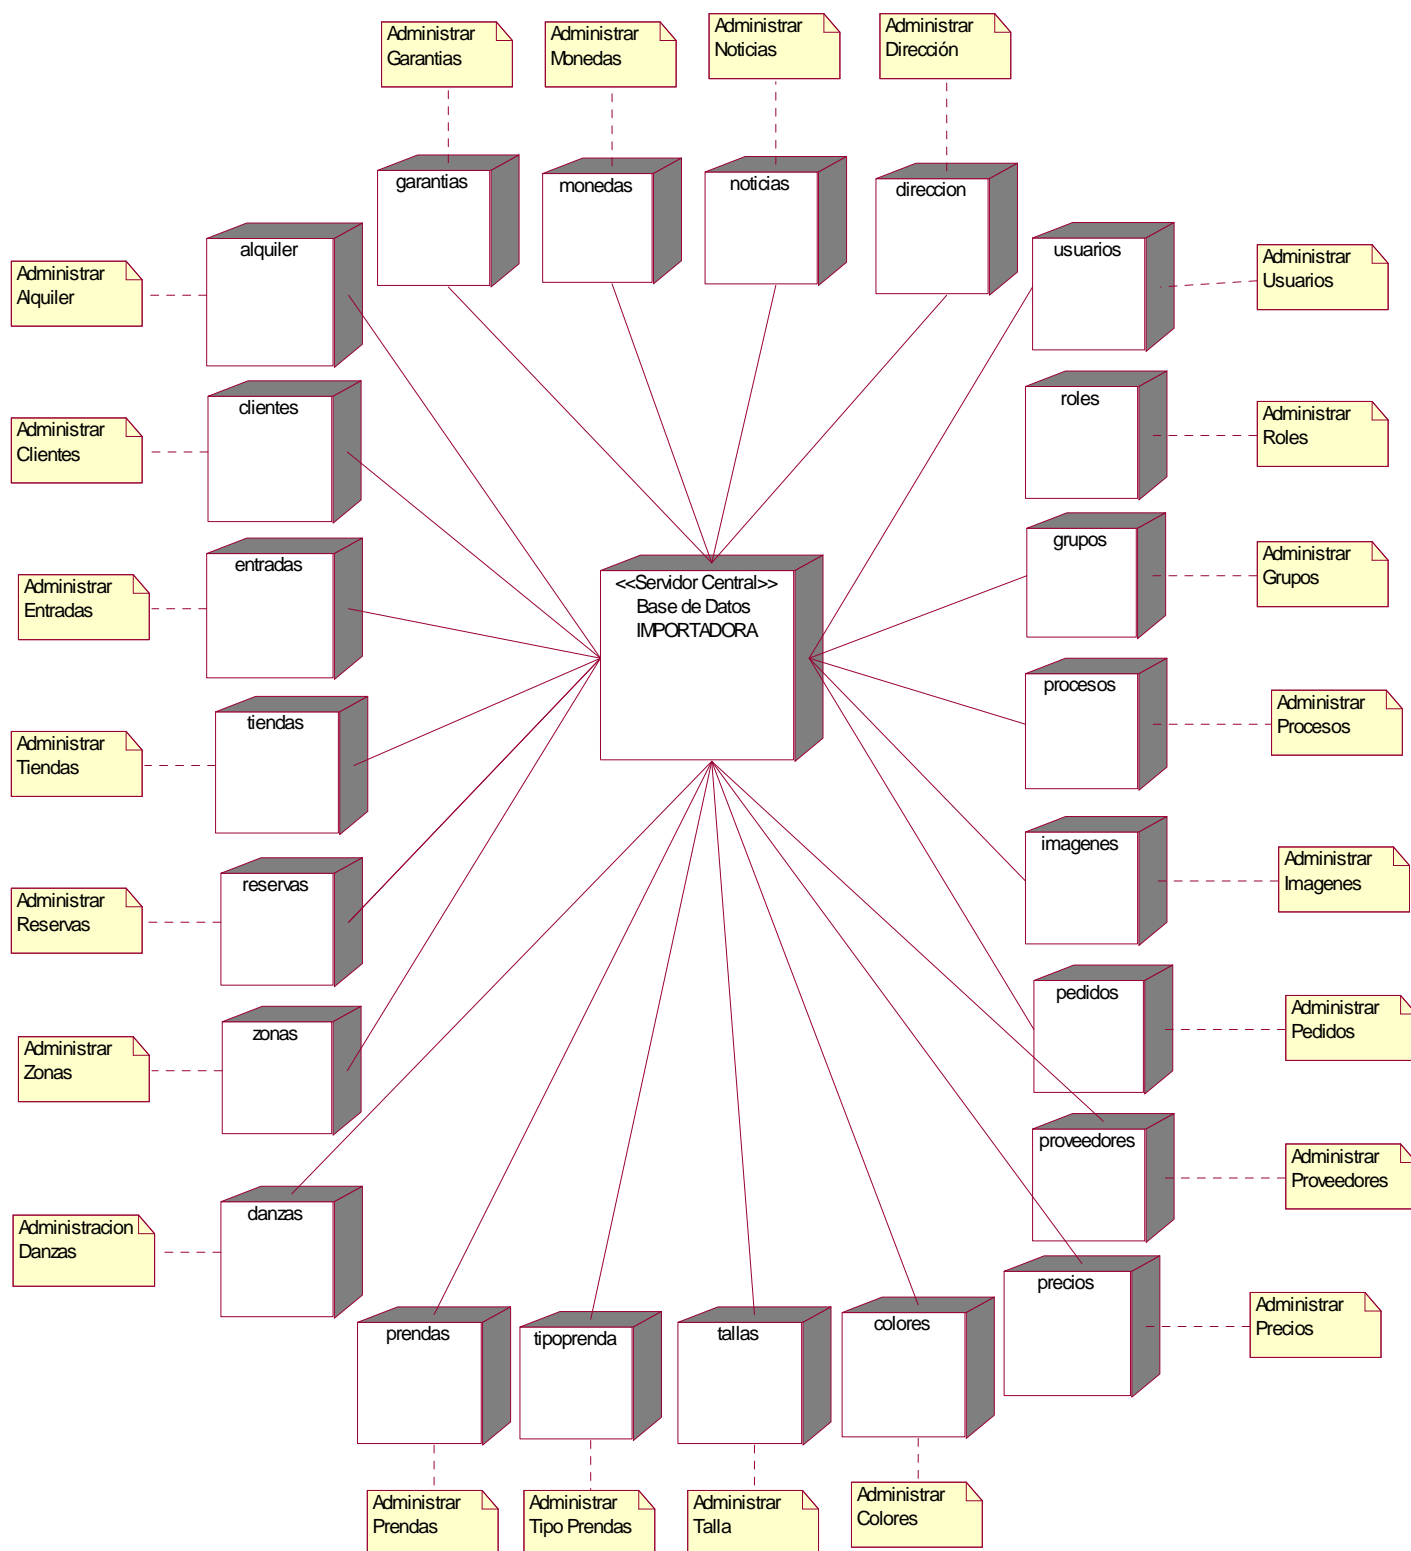 Administrar
Garantias
Administrar
Monedas
Administrar
Noticias
Administrar
Dirección
garantias
monedas
noticias
direccion
alquiler
usuarios
Administrar
Alquiler
Administrar
Usuarios
clientes
roles
Administrar
Clientes
Administrar
Roles
entradas
grupos
Administrar
Entradas
Administrar
Grupos
<<Servidor Central>>
Base de Datos
IMPORTADORA
tiendas
procesos
Administrar
Tiendas
Administrar
Procesos
reservas
imagenes
Administrar
Reservas
Administrar
Imagenes
zonas
pedidos
Administrar
Zonas
Administrar
Pedidos
proveedores
Administrar
Proveedores
danzas
Administracion
Danzas
precios
Administrar
Precios
prendas
tipoprenda
tallas
colores
Administrar
Prendas
Administrar
Tipo Prendas
Administrar
Talla
Administrar
Colores